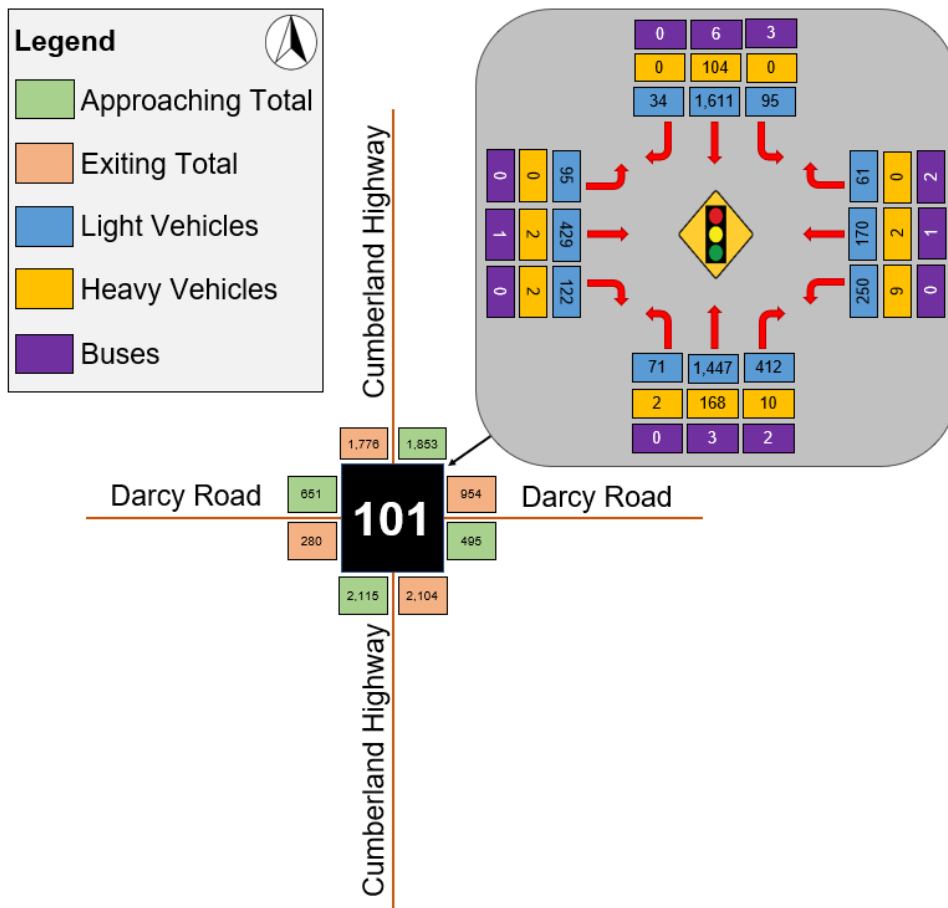 Legend
Approaching Total
Exiting Total
Light Vehicles
Heavy Vehicles
Buses
0 6 3
0 104 0
34 1,611 95
0 0 95
1 2 429
0 2 122
61 0 2
170 2 1
250 9 0
71 1,447 412
2 168 10
0 3 2
Cumberland Highway
1,776 1,853
Darcy Road
651
280
101
954
495
Darcy Road
2,115 2,104
Cumberland Highway